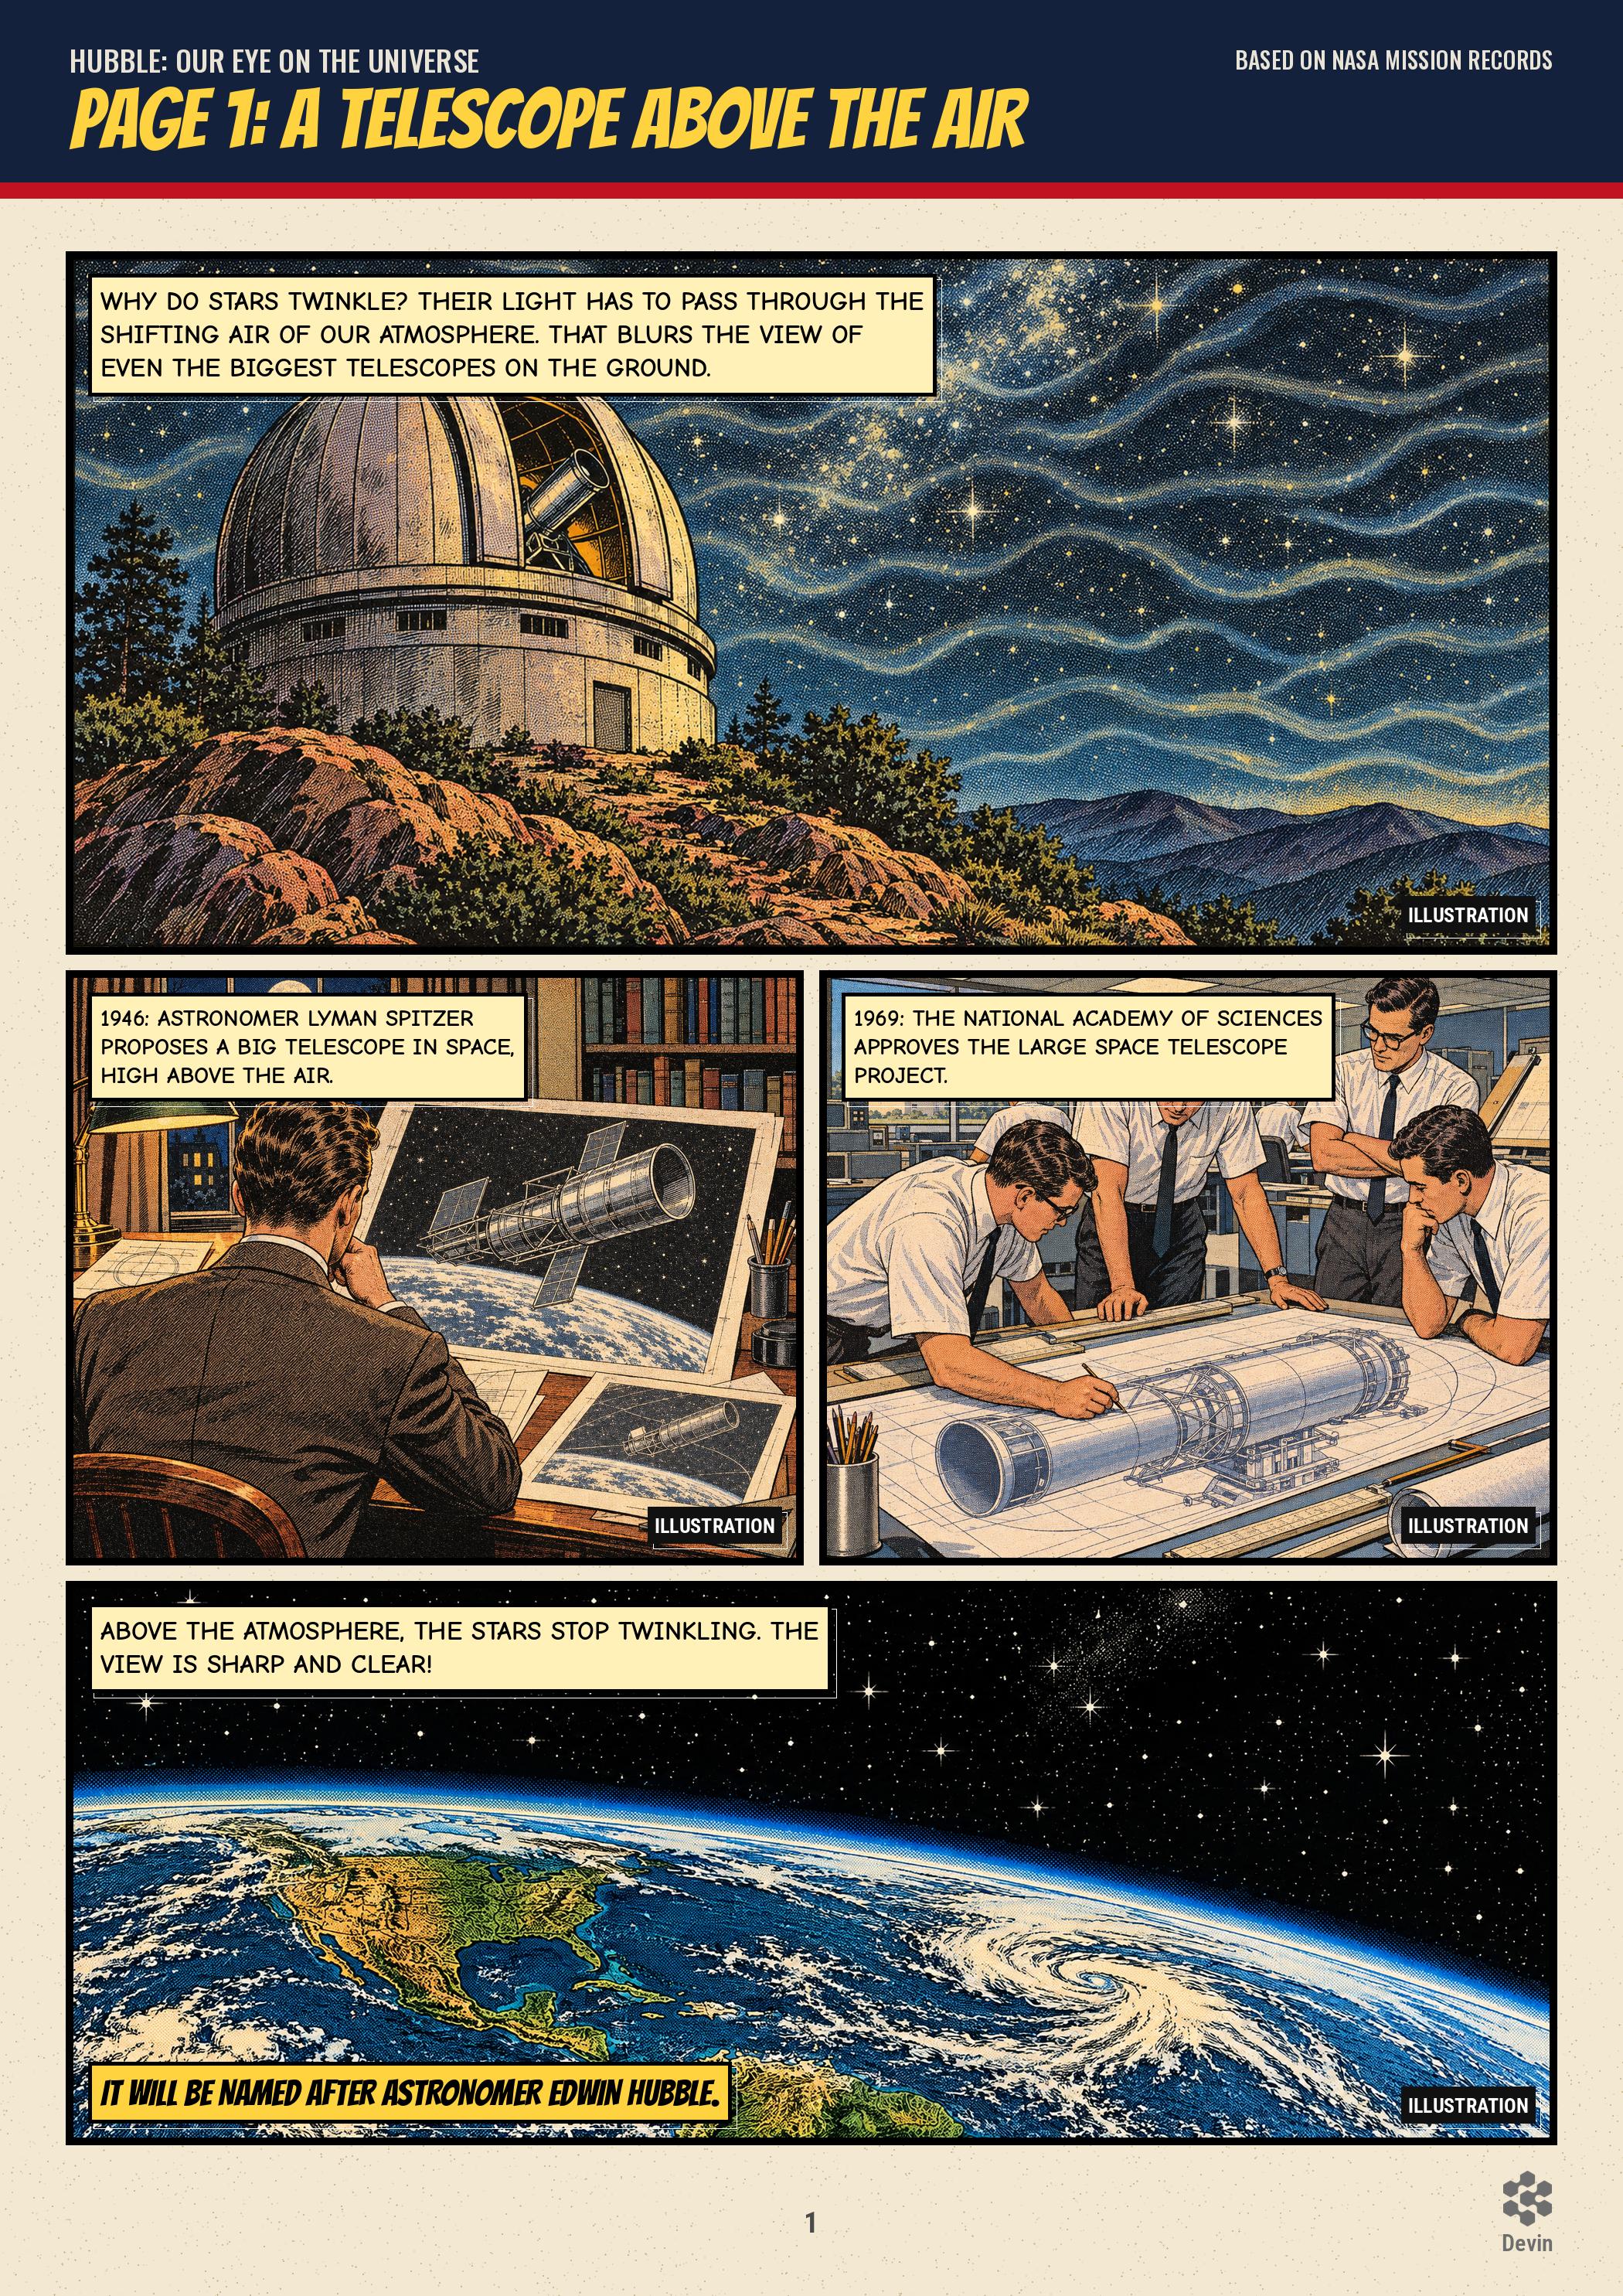 HUBBLE: OUR EYE ON THE UNIVERSE
BASED ON NASA MISSION RECORDS
PAGE 1: A TELESCOPE ABOVE THE AIR
WHY DO STARS TWINKLE? THEIR LIGHT HAS TO PASS THROUGH THE
SHIFTING AIR OF OUR ATMOSPHERE. THAT BLURS THE VIEW OF
EVEN THE BIGGEST TELESCOPES ON THE GROUND.
ILLUSTRATION
1946: ASTRONOMER LYMAN SPITZER
PROPOSES A BIG TELESCOPE IN SPACE,
HIGH ABOVE THE AIR.
ILLUSTRATION
1969: THE NATIONAL ACADEMY OF SCIENCES
APPROVES THE LARGE SPACE TELESCOPE
PROJECT.
ILLUSTRATION
ABOVE THE ATMOSPHERE, THE STARS STOP TWINKLING. THE
VIEW IS SHARP AND CLEAR!
IT WILL BE NAMED AFTER ASTRONOMER EDWIN HUBBLE.
ILLUSTRATION
1
Devin